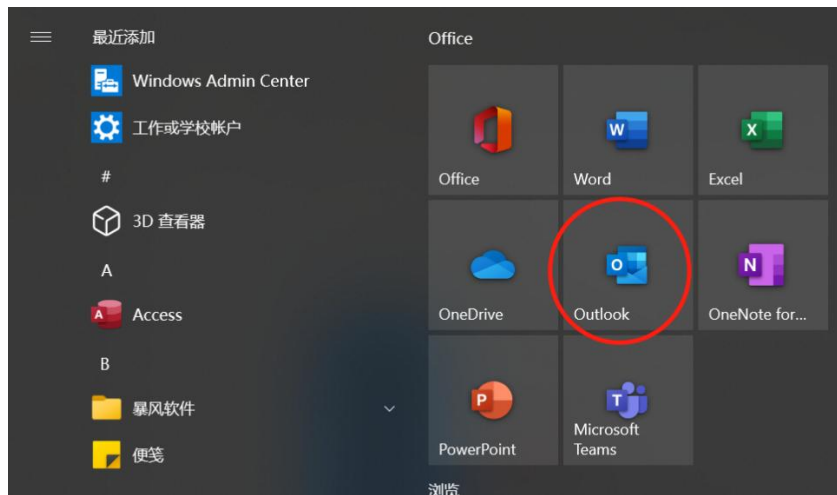 最近添加
Windows Admin Center
工作或学校帐户
#
3D 查看器
A
Access
B
暴风软件
便笺
Office
Office
Word
Excel
OneDrive
Outlook
OneNote for...
PowerPoint
Microsoft
Teams
浏览